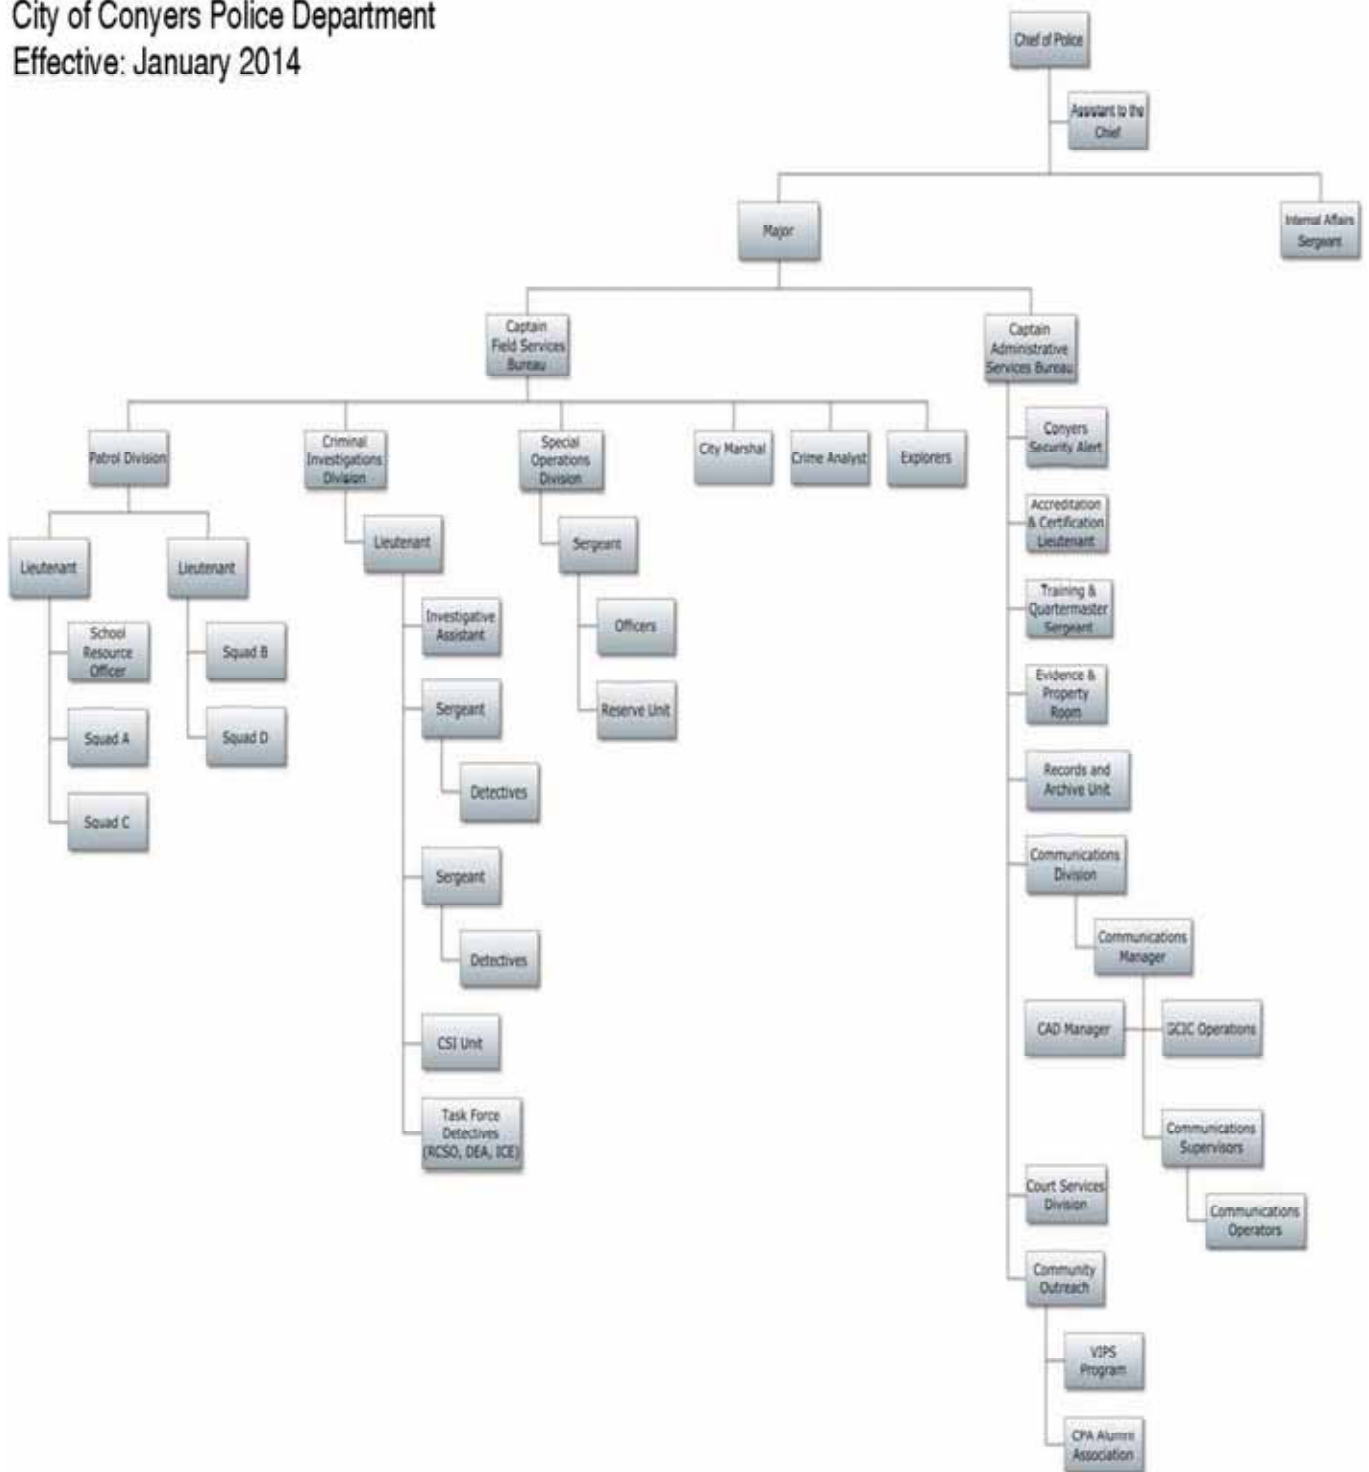 City of Conyers Police Department
Effective: January 2014
Chief of Police
Assistant to the
Chief
Major
Internal Affairs
Sergeant
Captain
Field Services
Bureau
Captain
Administrative
Services Bureau
Patrol Division
Criminal
Investigations
Division
Special
Operations
Division
City Marshal
Crime Analyst
Explorers
Lieutenant
Lieutenant
School
Resource
Officer
Squad A
Squad C
Squad B
Squad D
Lieutenant
Investigative
Assistant
Sergeant
Detectives
Sergeant
Detectives
CSI Unit
Task Force
Detectives
(RCSO, DEA, ICE)
Sergeant
Officers
Reserve Unit
Conyers
Security Alert
Accreditation
& Certification
Lieutenant
Training &
Quartermaster
Sergeant
Evidence &
Property
Room
Records and
Archive Unit
Communications
Division
Communications
Manager
CAD Manager
GCIC Operations
Communications
Supervisors
Communications
Operators
Court Services
Division
Community
Outreach
VIPS
Program
CPA Alumni
Association